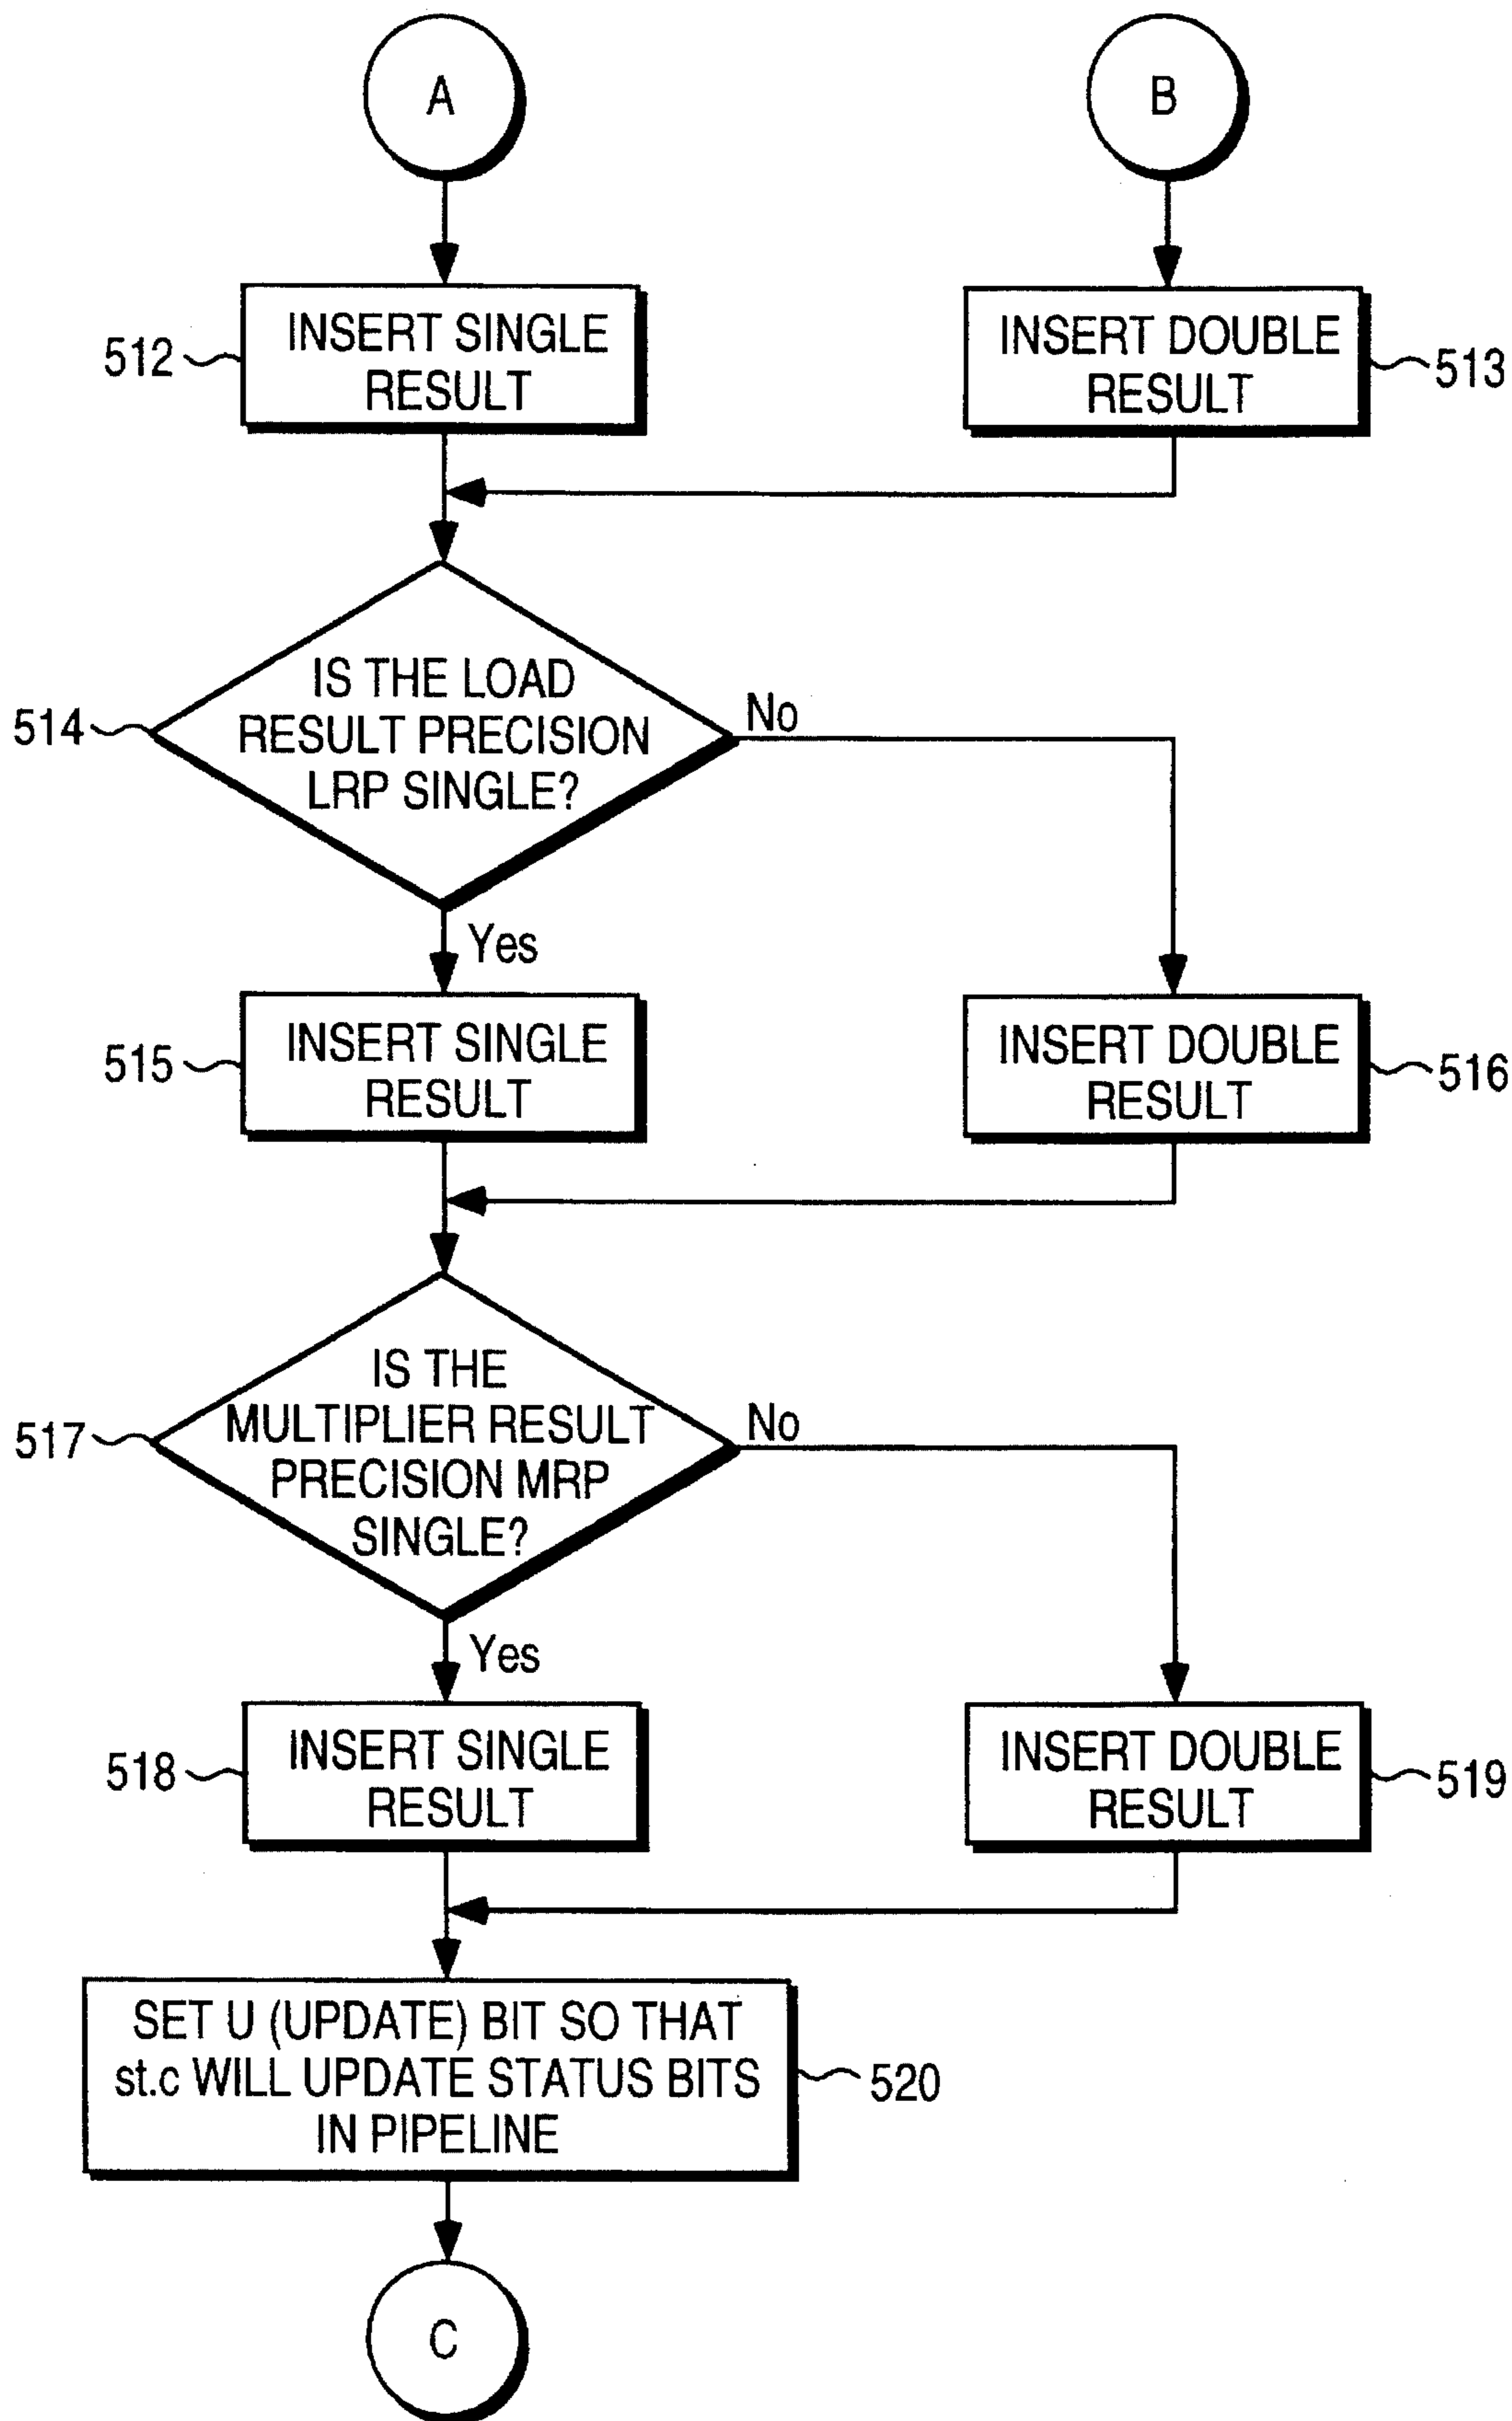 A
B
INSERT SINGLE
RESULT
512
INSERT DOUBLE
RESULT
513
IS THE LOAD
RESULT PRECISION
LRP SINGLE?
514
No
Yes
INSERT SINGLE
RESULT
515
INSERT DOUBLE
RESULT
516
IS THE
MULTIPLIER RESULT
PRECISION MRP
SINGLE?
517
No
Yes
INSERT SINGLE
RESULT
518
INSERT DOUBLE
RESULT
519
SET U (UPDATE) BIT SO THAT
st.c WILL UPDATE STATUS BITS
IN PIPELINE
520
C